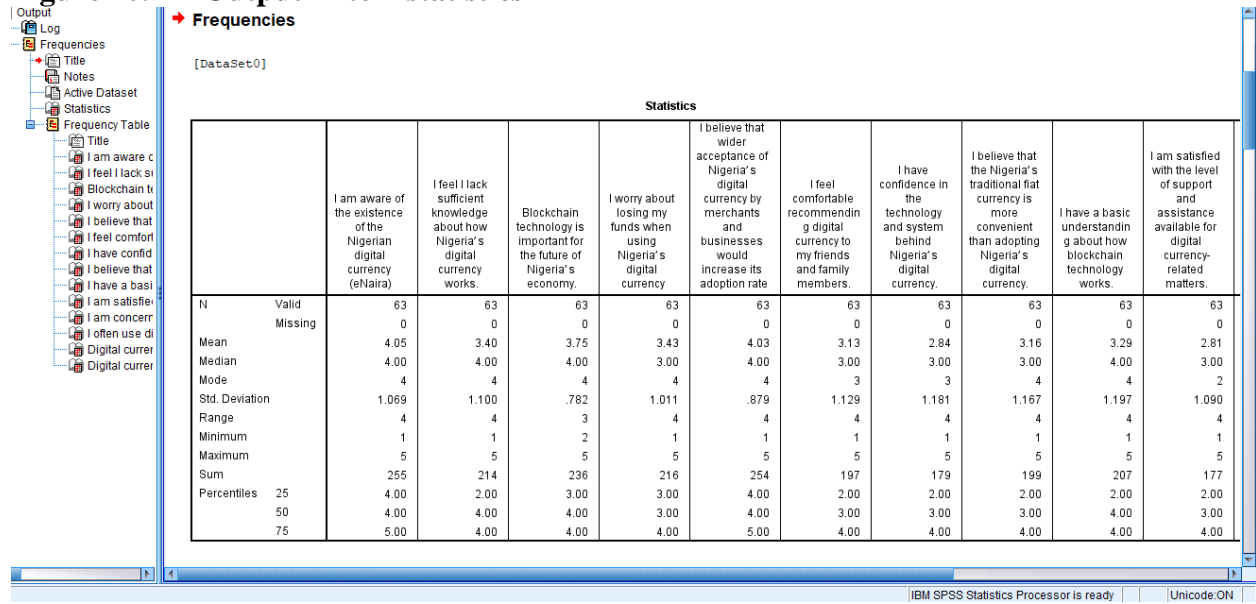 Output
Log
Frequencies
Title
Notes
Active Dataset
Statistics
Frequency Table
Title
I am aware o
I feel I lack su
Blockchain te
I worry about
I believe that
I feel comfort
I have confid
I believe that
I have a basi
I am satisfie
I am concern
I often use di
Digital currer
Digital currer
Frequencies
[DataSet0]
Statistics
I am aware of
the existence
of the
Nigerian
digital
currency
(eNaira)
I feel I lack
sufficient
knowledge
about how
Nigeria's
digital
currency
works.
Blockchain
technology is
important for
the future of
Nigeria's
economy.
I worry about
losing my
funds when
using
Nigeria's
digital
currency
I believe that
wider
acceptance of
Nigeria's
digital
currency by
merchants
and
businesses
would
increase its
adoption rate
I feel
comfortable
recommendin
g digital
currency to
my friends
and family
members.
I have
confidence in
the
technology
and system
behind
Nigeria's
digital
currency.
I believe that
the Nigeria's
traditional fiat
currency is
more
convenient
than adopting
Nigeria's
digital
currency.
I have a basic
understandin
g about how
blockchain
technology
works.
I am satisfied
with the level
of support
and
assistance
available for
digital
currency-
related
matters.
N Valid 63 63 63 63 63 63 63 63 63 63
Missing 0 0 0 0 0 0 0 0 0 0
Mean 4.05 3.40 3.75 3.43 4.03 3.13 2.84 3.16 3.29 2.81
Median 4.00 4.00 4.00 3.00 4.00 3.00 3.00 3.00 4.00 3.00
Mode 4 4 4 4 4 3 3 4 4 2
Std. Deviation 1.069 1.100 .782 1.011 .879 1.129 1.181 1.167 1.197 1.090
Range 4 4 3 4 4 4 4 4 4 4
Minimum 1 1 2 1 1 1 1 1 1 1
Maximum 5 5 5 5 5 5 5 5 5 5
Sum 255 214 236 216 254 197 179 199 207 177
Percentiles 25 4.00 2.00 3.00 3.00 4.00 2.00 2.00 2.00 2.00 2.00
50 4.00 4.00 4.00 3.00 4.00 3.00 3.00 3.00 4.00 3.00
75 5.00 4.00 4.00 4.00 5.00 4.00 4.00 4.00 4.00 4.00
IBM SPSS Statistics Processor is ready Unicode:ON